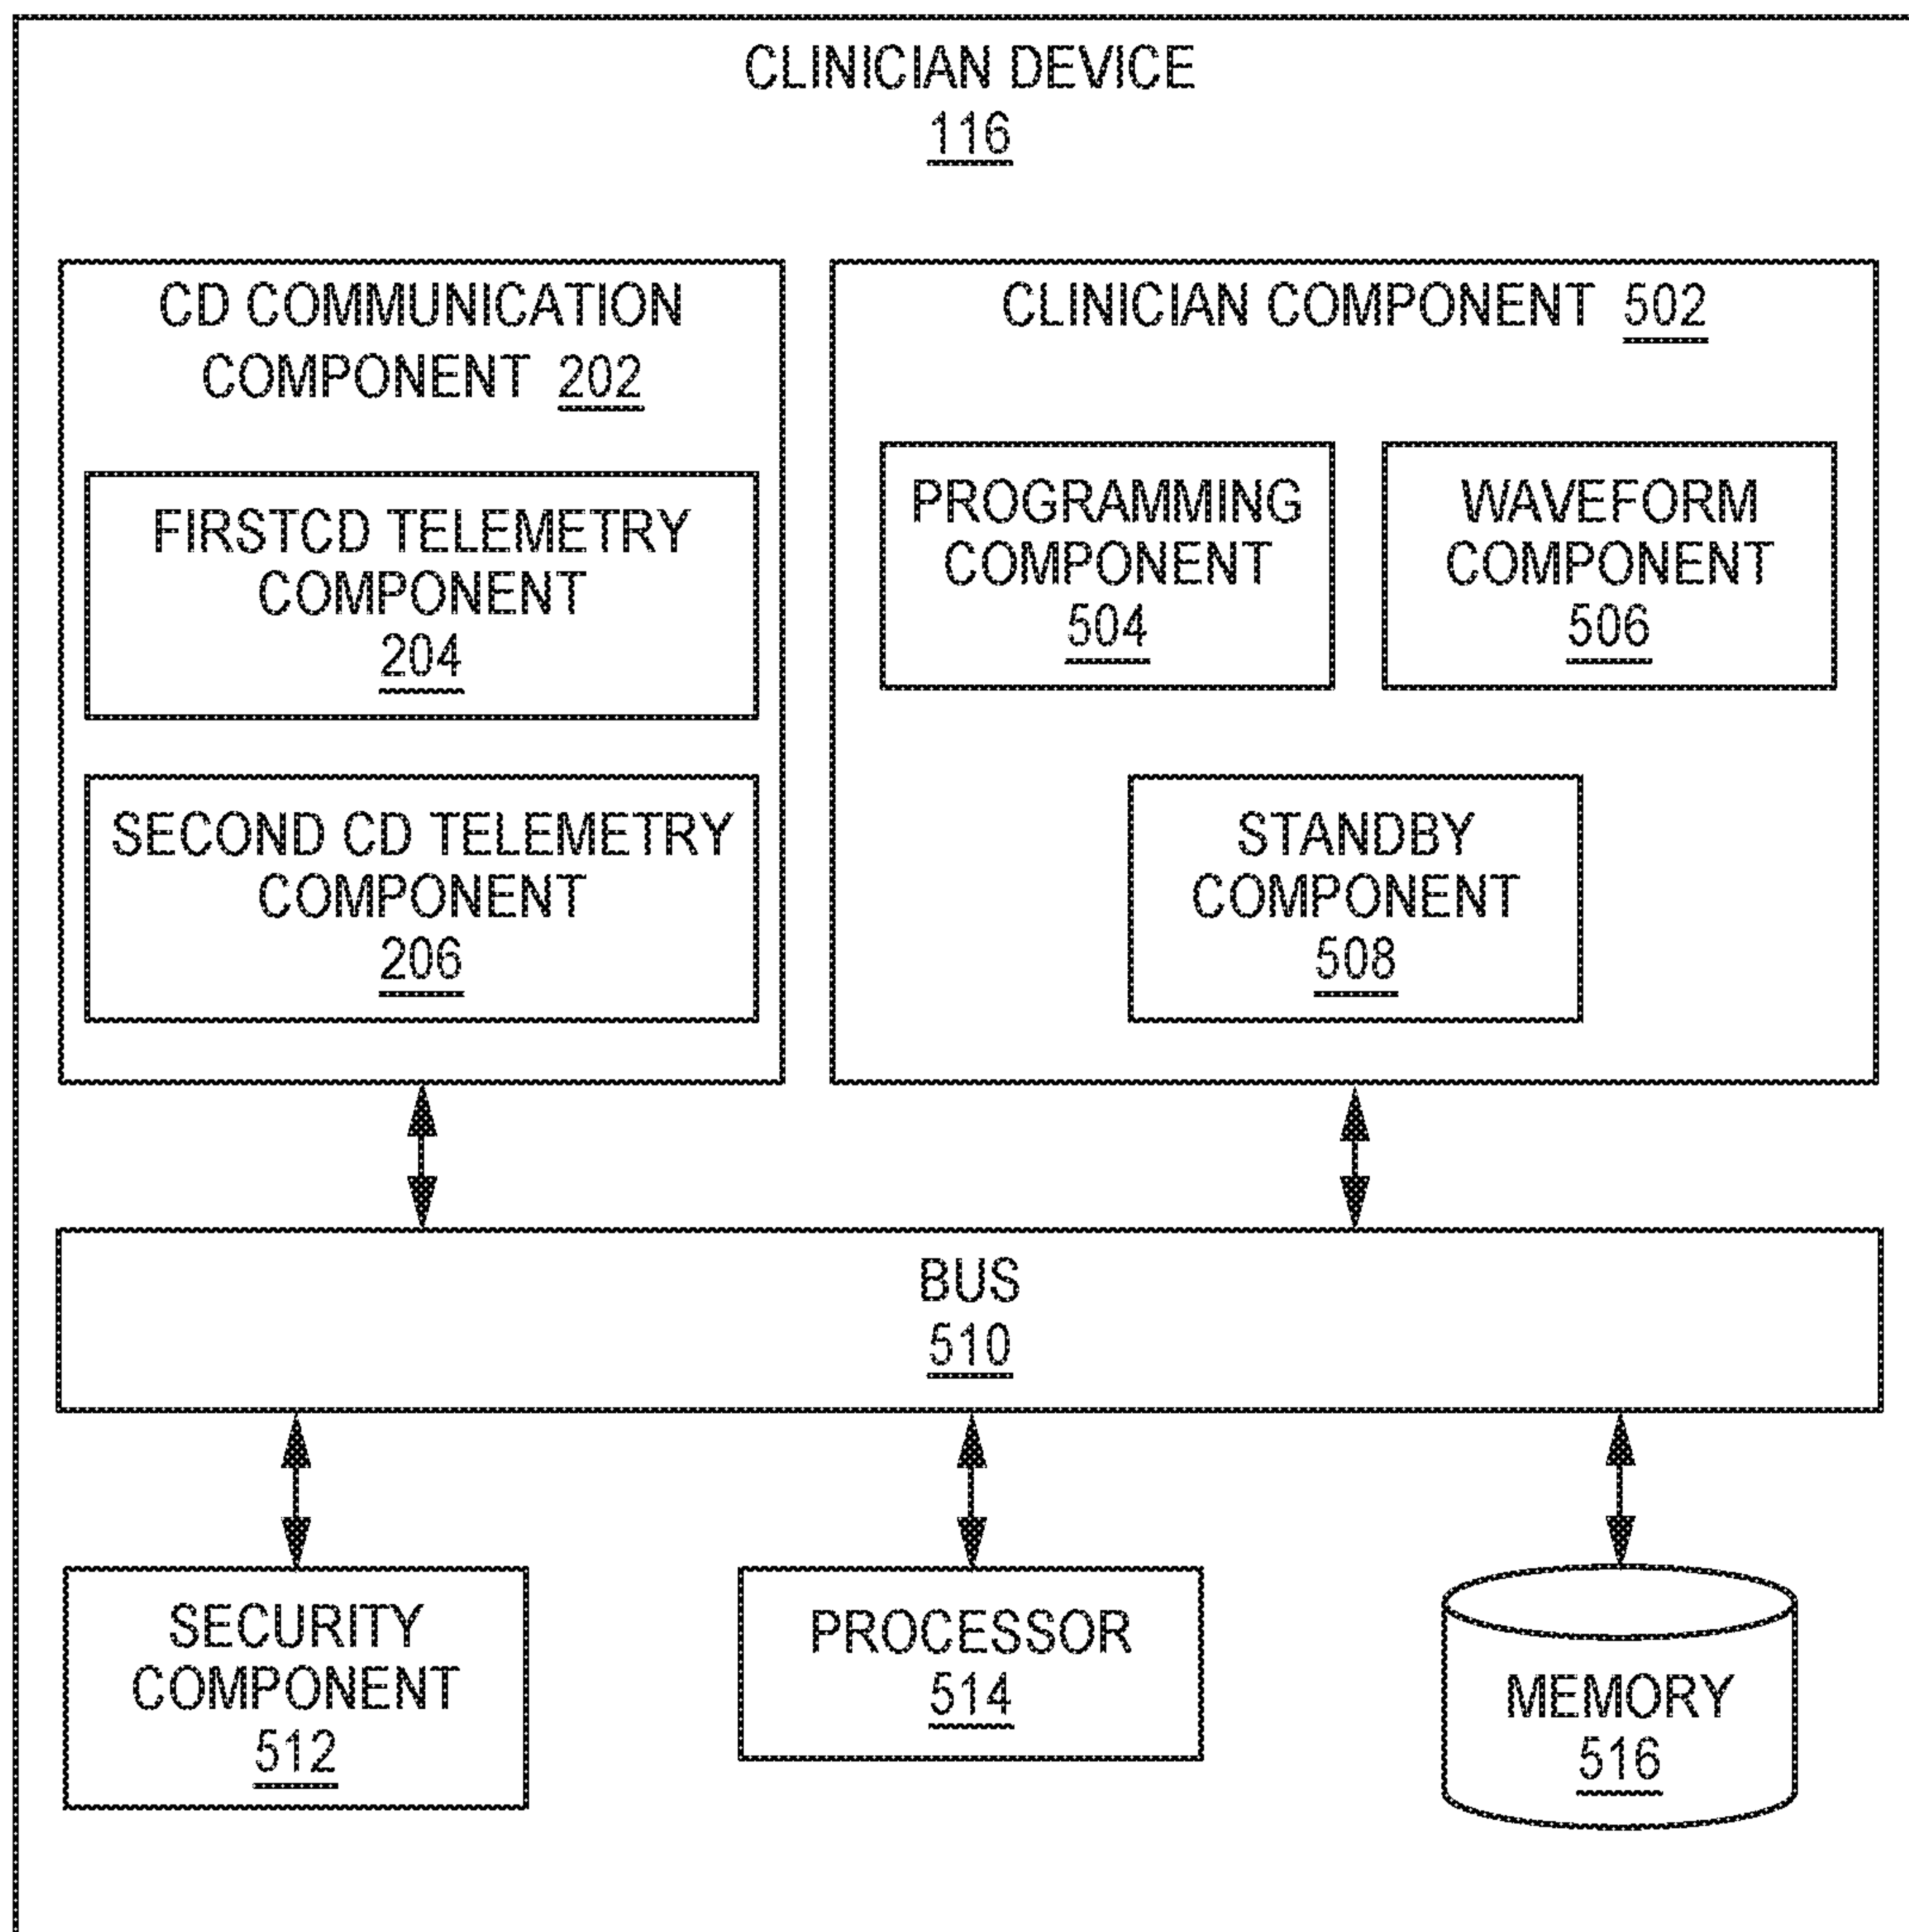 CLINICIAN DEVICE
116
CD COMMUNICATION
COMPONENT 202
FIRSTCD TELEMETRY
COMPONENT
204
SECOND CD TELEMETRY
COMPONENT
206
CLINICIAN COMPONENT 502
PROGRAMMING
COMPONENT
504
WAVEFORM
COMPONENT
506
STANDBY
COMPONENT
508
BUS
510
SECURITY
COMPONENT
512
PROCESSOR
514
MEMORY
516